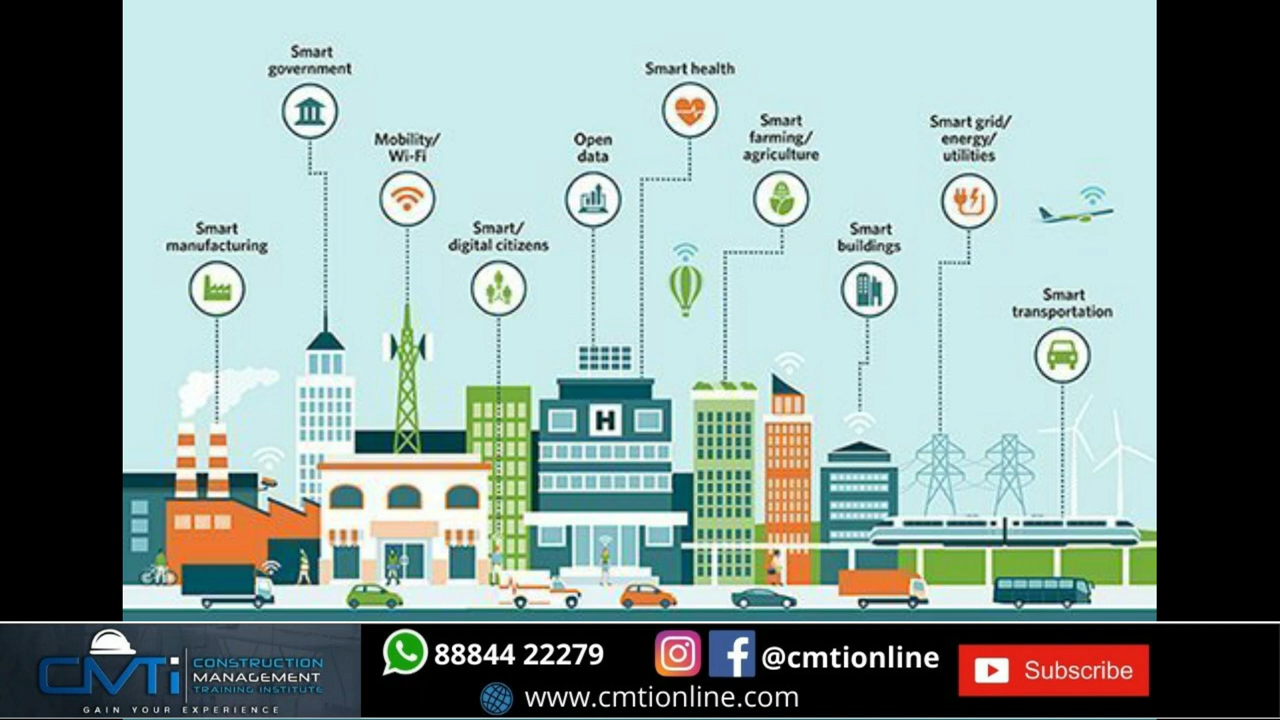 Smart
government
Smart health
Mobility/
Wi-Fi
Open
data
Smart
farming/
agriculture
Smart grid/
energy/
utilities
Smart
manufacturing
Smart/
digital citizens
Smart
buildings
Smart
transportation
H
CMTi
CONSTRUCTION
MANAGEMENT
TRAINING INSTITUTE
GAIN YOUR EXPERIENCE
88844 22279
@cmtionline
www.cmtionline.com
Subscribe